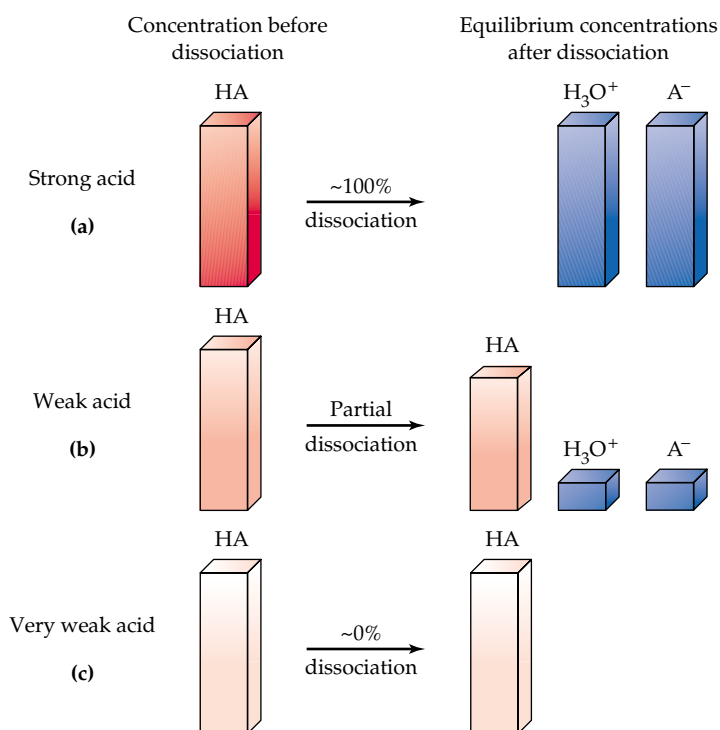 Concentration before
dissociation
Equilibrium concentrations
after dissociation
HA
H₃O⁺
A⁻
Strong acid
(a)
~100%
dissociation
HA
HA
Weak acid
(b)
Partial
dissociation
H₃O⁺
A⁻
HA
HA
Very weak acid
(c)
~0%
dissociation